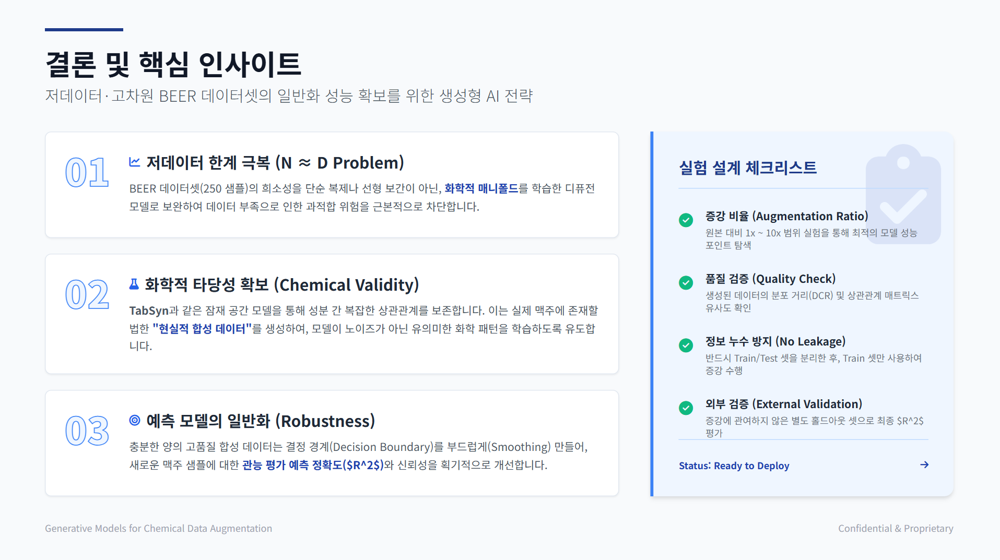 결론 및 핵심 인사이트
저데이터·고차원 BEER 데이터셋의 일반화 성능 확보를 위한 생성형 AI 전략
01
저데이터 한계 극복 (N ≈ D Problem)
BEER 데이터셋(250 샘플)의 희소성을 단순 복제나 선형 보간이 아닌, 화학적 매니폴드를 학습한 디퓨전
모델로 보완하여 데이터 부족으로 인한 과적합 위험을 근본적으로 차단합니다.
02
화학적 타당성 확보 (Chemical Validity)
TabSyn과 같은 잠재 공간 모델을 통해 성분 간 복잡한 상관관계를 보존합니다. 이는 실제 맥주에 존재할
법한 "현실적 합성 데이터"를 생성하여, 모델이 노이즈가 아닌 유의미한 화학 패턴을 학습하도록 유도합
니다.
03
예측 모델의 일반화 (Robustness)
충분한 양의 고품질 합성 데이터는 결정 경계(Decision Boundary)를 부드럽게(Smoothing) 만들어,
새로운 맥주 샘플에 대한 관능 평가 예측 정확도($R^2$)와 신뢰성을 획기적으로 개선합니다.
실험 설계 체크리스트
증강 비율 (Augmentation Ratio)
원본 대비 1x ~ 10x 범위 실험을 통해 최적의 모델 성능
포인트 탐색
품질 검증 (Quality Check)
생성된 데이터의 분포 거리(DCR) 및 상관관계 매트릭스
유사도 확인
정보 누수 방지 (No Leakage)
반드시 Train/Test 셋을 분리한 후, Train 셋만 사용하여
증강 수행
외부 검증 (External Validation)
증강에 관여하지 않은 별도 홀드아웃 셋으로 최종 $R^2$
평가
Status: Ready to Deploy
Generative Models for Chemical Data Augmentation
Confidential & Proprietary